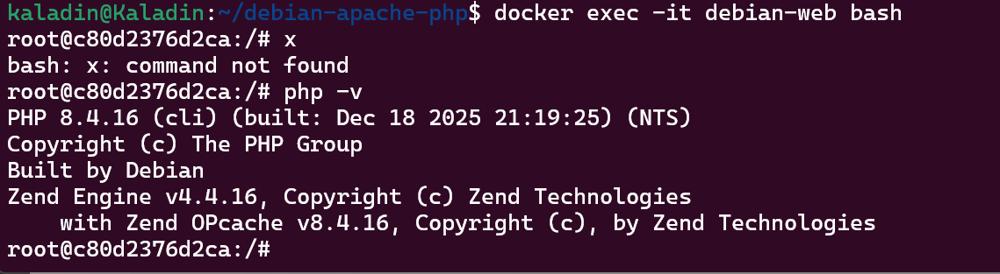 kaladin@Kaladin:~/debian-apache-php$ docker exec -it debian-web bash
root@c80d2376d2ca:/# x
bash: x: command not found
root@c80d2376d2ca:/# php -v
PHP 8.4.16 (cli) (built: Dec 18 2025 21:19:25) (NTS)
Copyright (c) The PHP Group
Built by Debian
Zend Engine v4.4.16, Copyright (c) Zend Technologies
    with Zend OPcache v8.4.16, Copyright (c), by Zend Technologies
root@c80d2376d2ca:/#